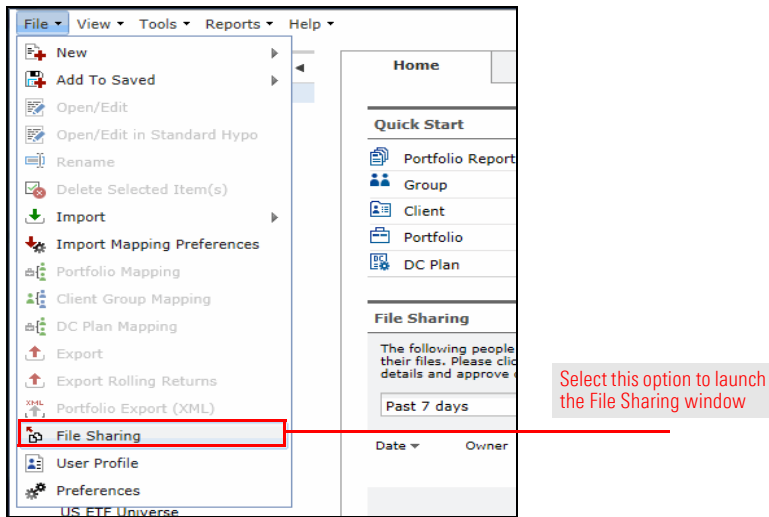 File View Tools Reports Help
New
Add To Saved
Open/Edit
Open/Edit in Standard Hypo
Rename
Delete Selected Item(s)
Import
Import Mapping Preferences
Portfolio Mapping
Client Group Mapping
DC Plan Mapping
Export
Export Rolling Returns
XML
Portfolio Export (XML)
File Sharing
User Profile
Preferences
US ETF Universe
Home
Quick Start
Portfolio Report
Group
Client
Portfolio
DC
DC Plan
File Sharing
The following people
their files. Please clic
details and approve
Past 7 days
Date Owner
Select this option to launch
the File Sharing window